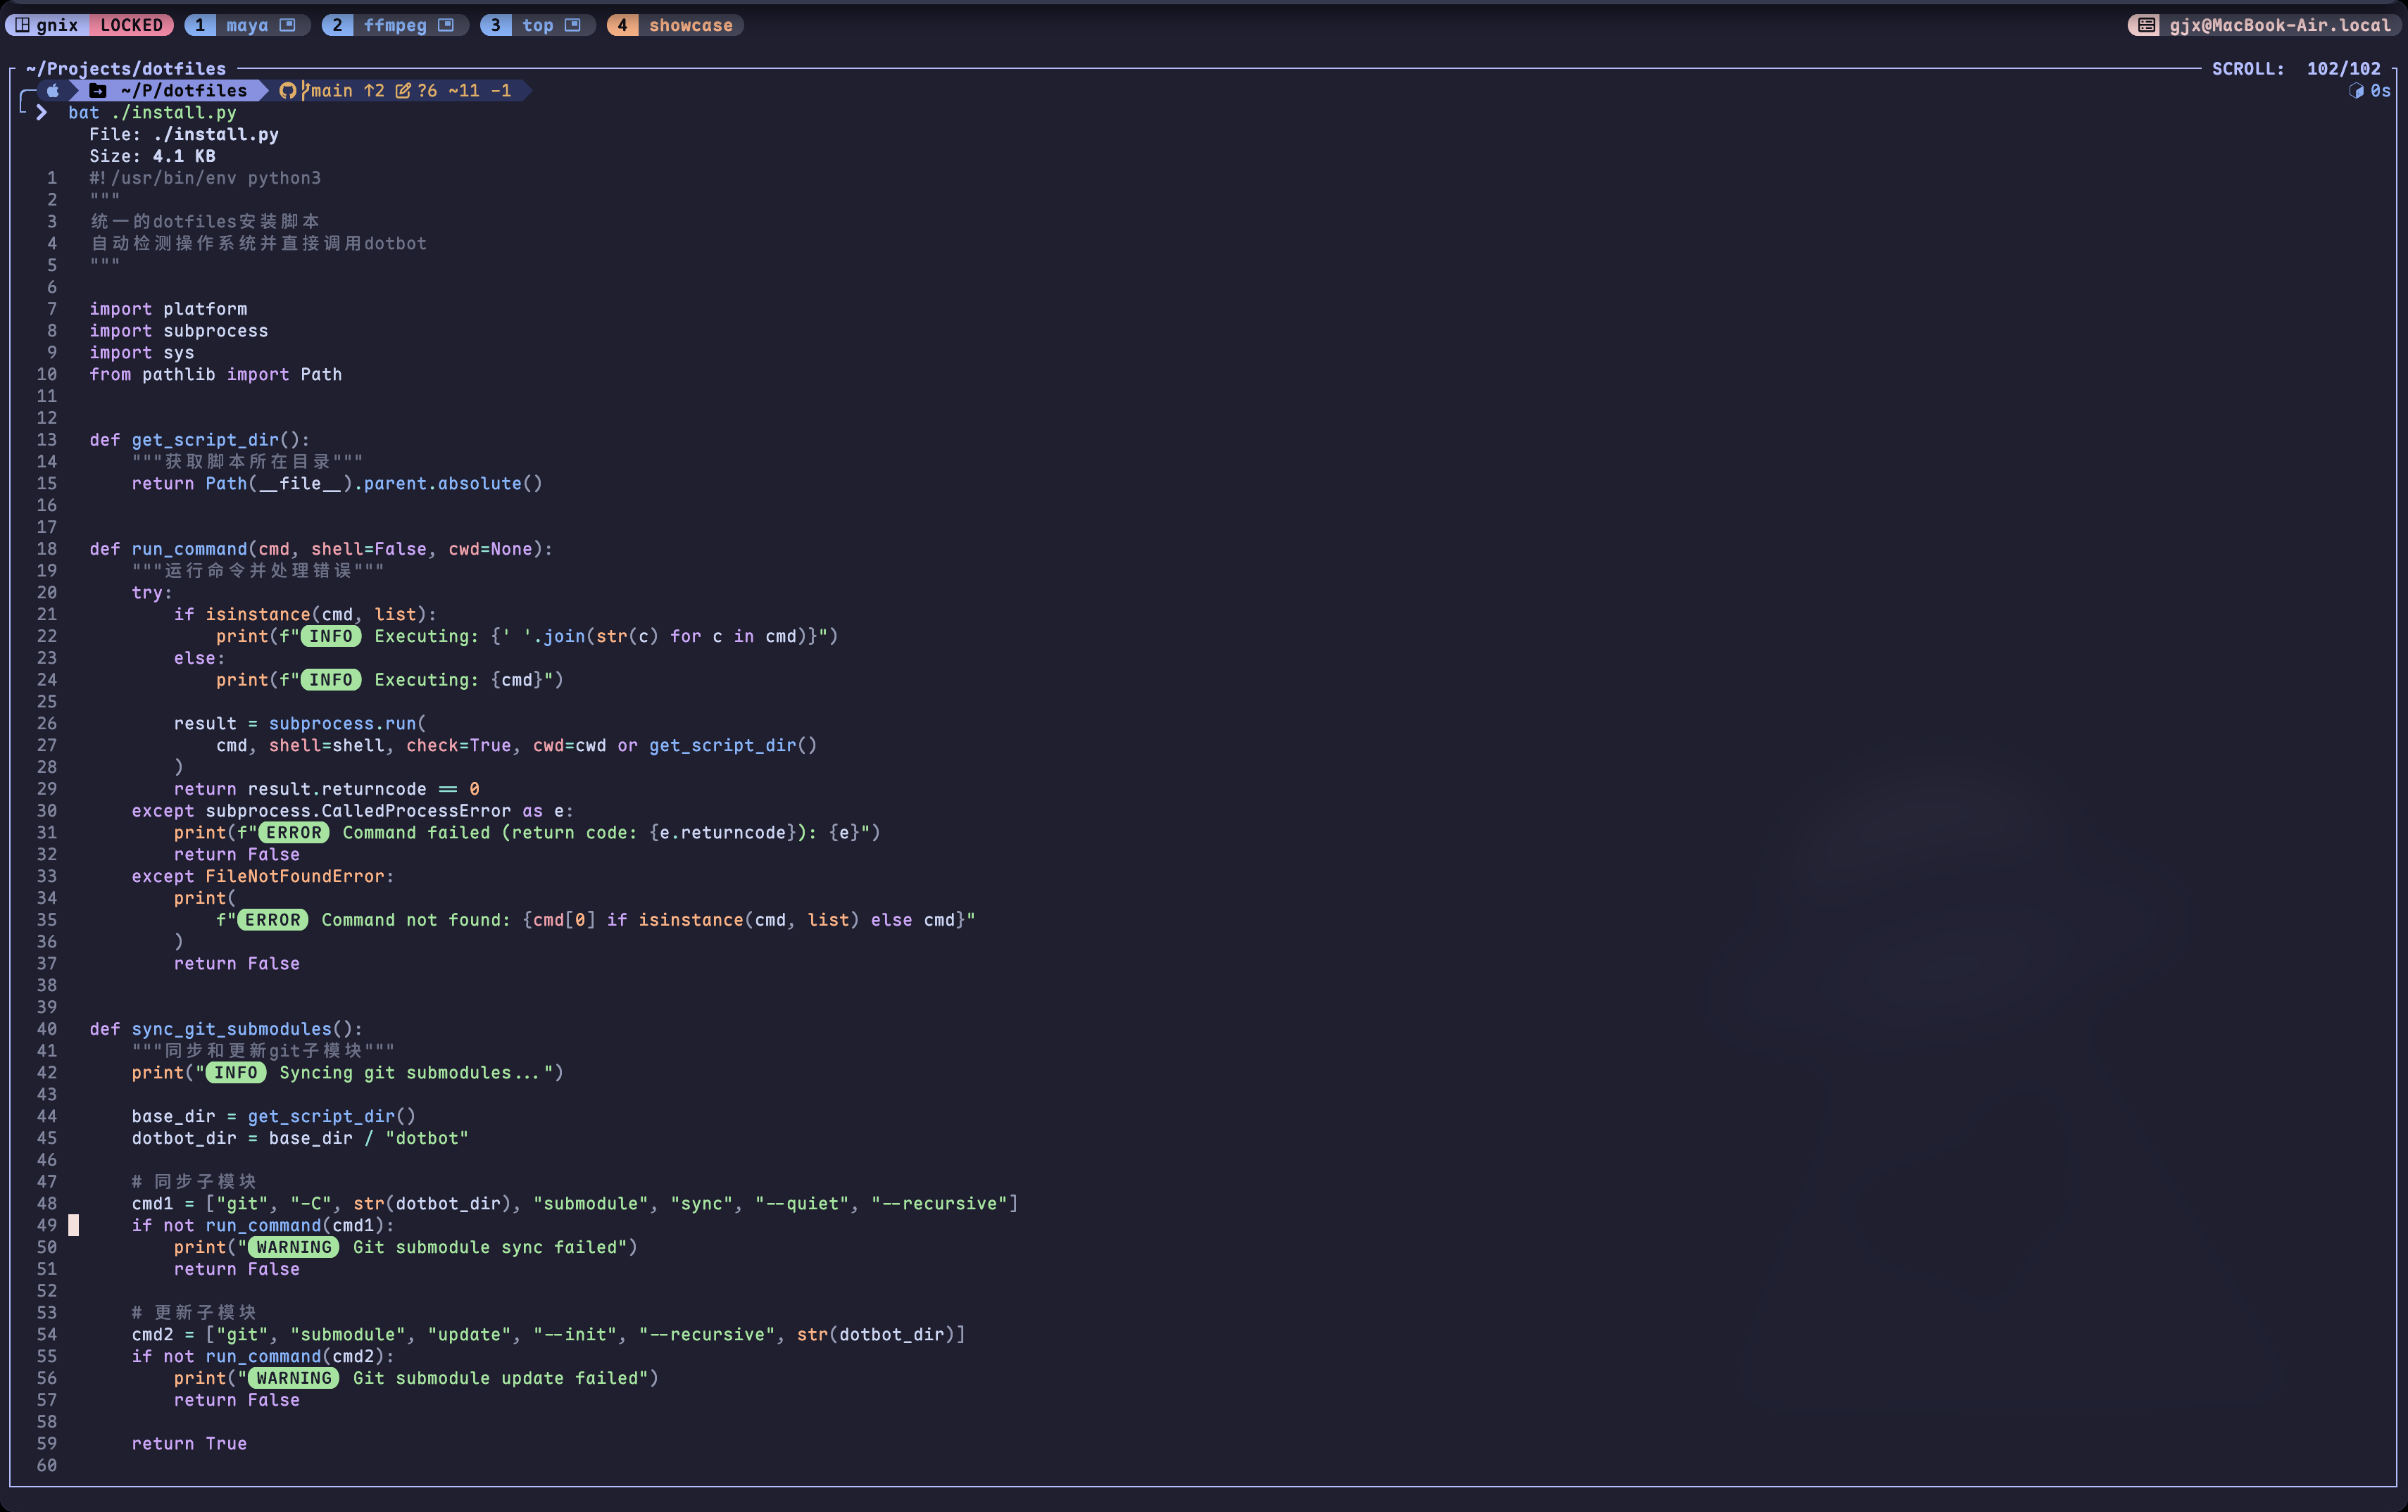 gnix LOCKED 1 maya 2 ffmpeg 3 top 4 showcase gjx@MacBook-Air.local
~/Projects/dotfiles SCROLL: 102/102
~/P/dotfiles main ↑2 ?6 ~11 -1 0s
bat ./install.py
File: ./install.py
Size: 4.1 KB
1 #!/usr/bin/env python3
2 """
3 统一的dotfiles安装脚本
4 自动检测操作系统并直接调用dotbot
5 """
6
7 import platform
8 import subprocess
9 import sys
10 from pathlib import Path
11
12
13 def get_script_dir():
14     """获取脚本所在目录"""
15     return Path(__file__).parent.absolute()
16
17
18 def run_command(cmd, shell=False, cwd=None):
19     """运行命令并处理错误"""
20     try:
21         if isinstance(cmd, list):
22             print(f"INFO Executing: {' '.join(str(c) for c in cmd)}")
23         else:
24             print(f"INFO Executing: {cmd}")
25
26         result = subprocess.run(
27             cmd, shell=shell, check=True, cwd=cwd or get_script_dir()
28         )
29         return result.returncode == 0
30     except subprocess.CalledProcessError as e:
31         print(f"ERROR Command failed (return code: {e.returncode}): {e}")
32         return False
33     except FileNotFoundError:
34         print(
35             f"ERROR Command not found: {cmd[0] if isinstance(cmd, list) else cmd}"
36         )
37         return False
38
39
40 def sync_git_submodules():
41     """同步和更新git子模块"""
42     print("INFO Syncing git submodules...")
43
44     base_dir = get_script_dir()
45     dotbot_dir = base_dir / "dotbot"
46
47     # 同步子模块
48     cmd1 = ["git", "-C", str(dotbot_dir), "submodule", "sync", "--quiet", "--recursive"]
49     if not run_command(cmd1):
50         print("WARNING Git submodule sync failed")
51         return False
52
53     # 更新子模块
54     cmd2 = ["git", "submodule", "update", "--init", "--recursive", str(dotbot_dir)]
55     if not run_command(cmd2):
56         print("WARNING Git submodule update failed")
57         return False
58
59     return True
60